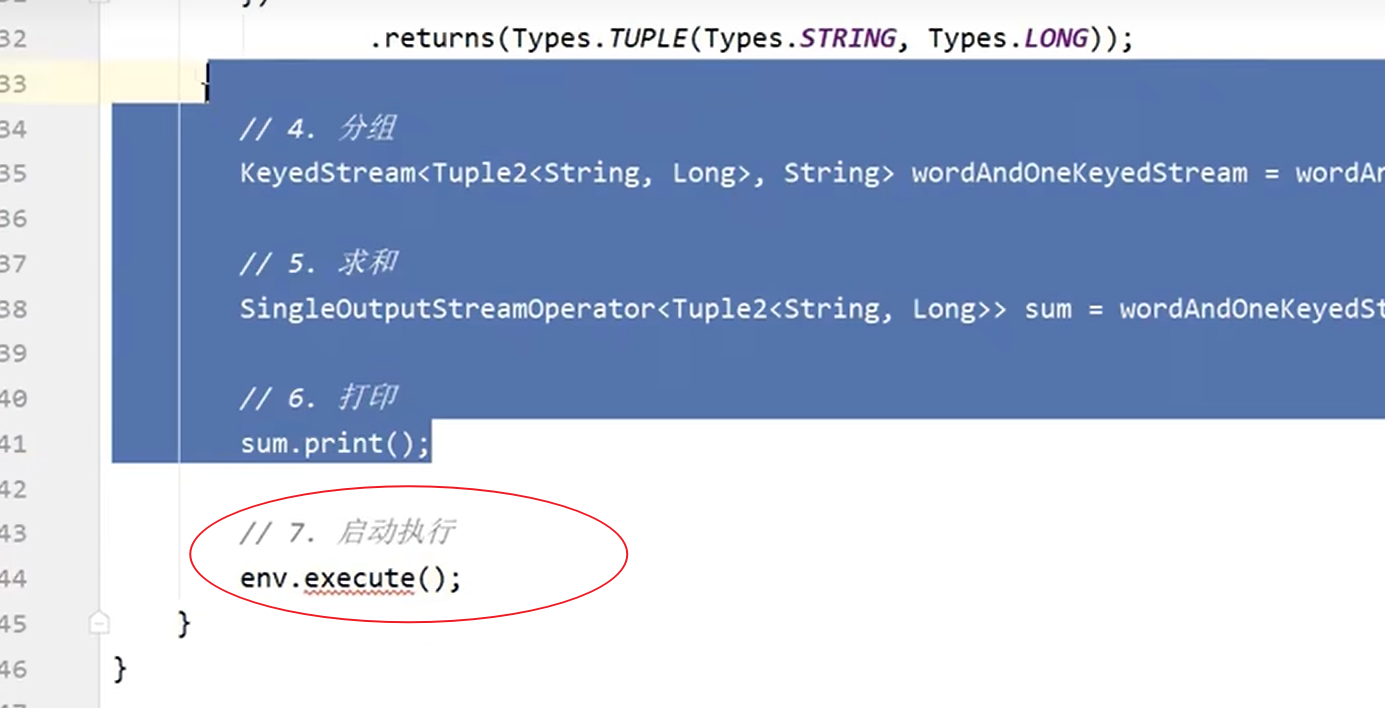 32 .returns(Types.TUPLE(Types.STRING, Types.LONG));
33
34 // 4. 分组
35 KeyedStream<Tuple2<String, Long>, String> wordAndOneKeyedStream = wordAn
36
37 // 5. 求和
38 SingleOutputStreamOperator<Tuple2<String, Long>> sum = wordAndOneKeyedSt
39
40 // 6. 打印
41 sum.print();
42
43 // 7. 启动执行
44 env.execute();
45 }
46 }